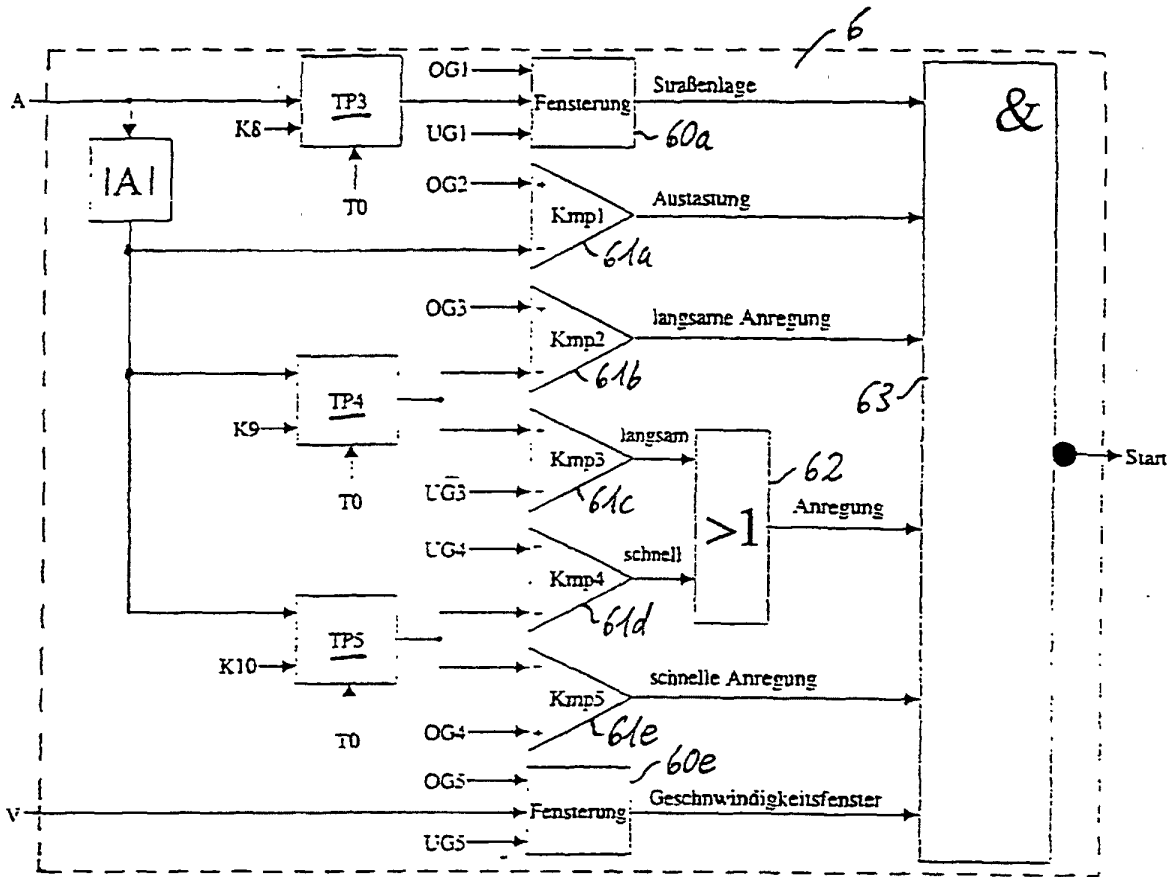 6
A
OG1
TP3
K8
T0
UG1
Fensterung
60a
Straßenlage
&
|A|
OG2
Kmp1
61a
Austastung
OG3
Kmp2
61b
langsame Anregung
TP4
K9
T0
Kmp3
UG3
61c
langsam
62
>1
Anregung
63
Start
UG4
Kmp4
61d
schnell
TP5
K10
T0
Kmp5
OG4
61e
schnelle Anregung
V
OG5
Fensterung
UG5
60e
Geschnwindigkeitsfenster